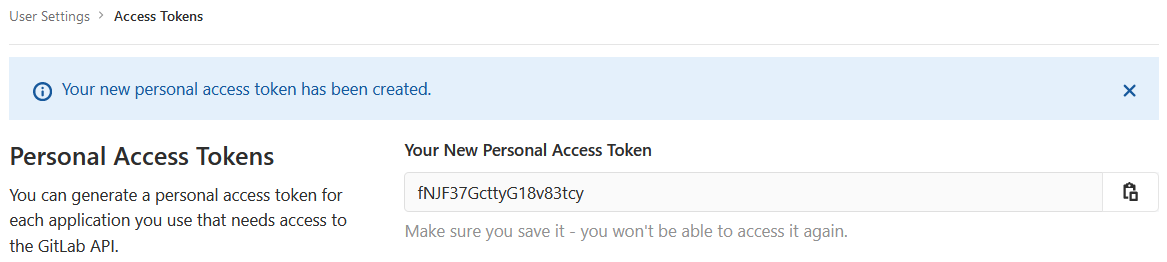 User Settings > Access Tokens
Your new personal access token has been created.
Personal Access Tokens
You can generate a personal access token for
each application you use that needs access to
the GitLab API.
Your New Personal Access Token
fNJF37GcttyG18v83tcy
Make sure you save it - you won't be able to access it again.